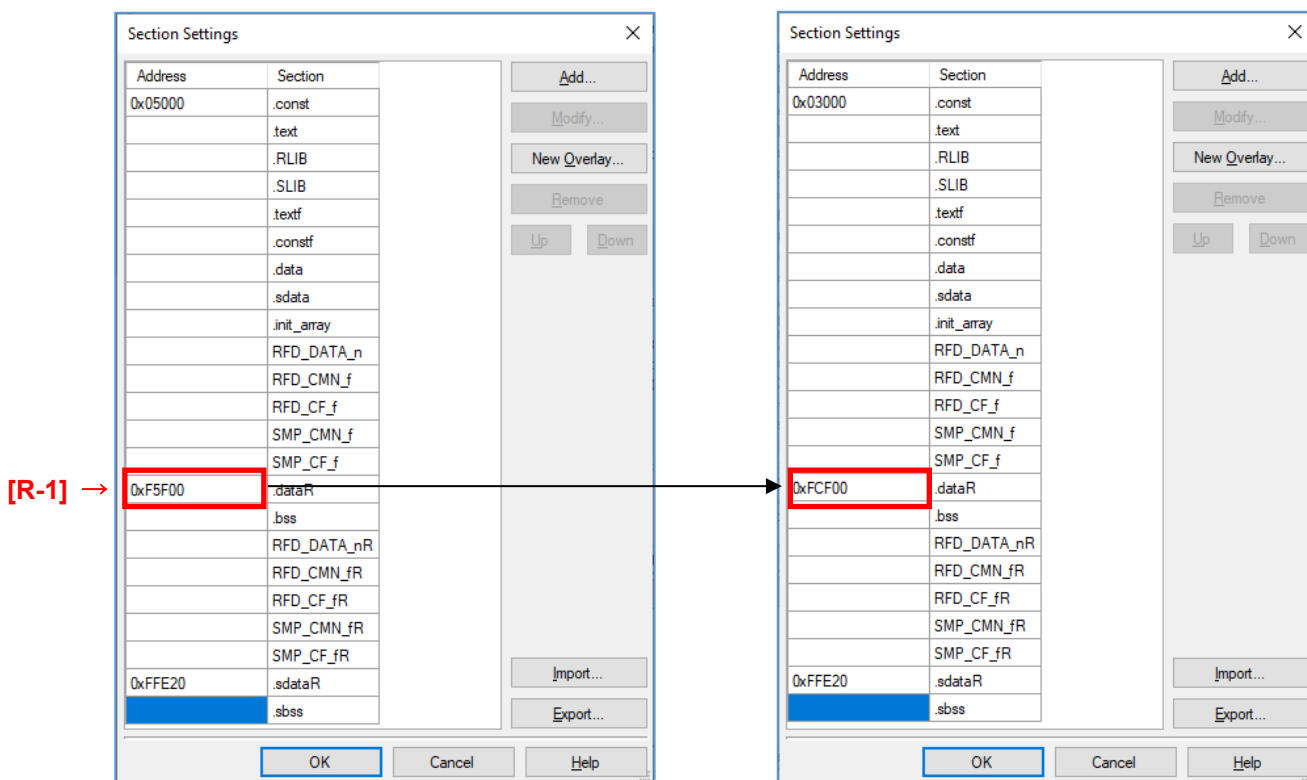 Section Settings
Address Section
0x05000 .const
.text
.RLIB
.SLIB
.textf
.constf
.data
.sdata
.init_array
RFD_DATA_n
RFD_CMN_f
RFD_CF_f
SMP_CMN_f
SMP_CF_f
[R-1] → 0xF5F00 .dataR
.bss
RFD_DATA_nR
RFD_CMN_fR
RFD_CF_fR
SMP_CMN_fR
SMP_CF_fR
0xFFE20 .sdataR
.sbss
Add...
Modify...
New Overlay...
Remove
Up Down
Import...
Export...
OK Cancel Help
Section Settings
Address Section
0x03000 .const
.text
.RLIB
.SLIB
.textf
.constf
.data
.sdata
.init_array
RFD_DATA_n
RFD_CMN_f
RFD_CF_f
SMP_CMN_f
SMP_CF_f
0xFCF00 .dataR
.bss
RFD_DATA_nR
RFD_CMN_fR
RFD_CF_fR
SMP_CMN_fR
SMP_CF_fR
0xFFE20 .sdataR
.sbss
Add...
Modify...
New Overlay...
Remove
Up Down
Import...
Export...
OK Cancel Help